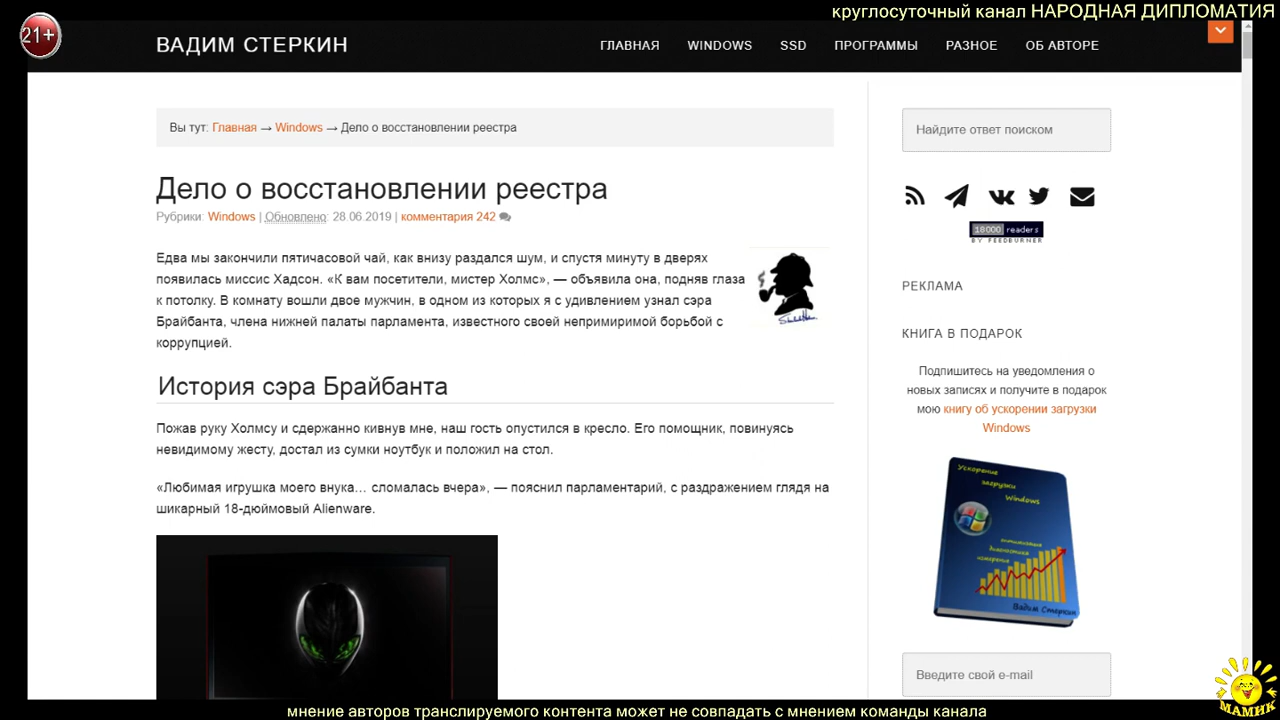 круглосуточный канал НАРОДНАЯ ДИПЛОМАТИЯ
21+
ВАДИМ СТЕРКИН
ГЛАВНАЯ WINDOWS SSD ПРОГРАММЫ РАЗНОЕ ОБ АВТОРЕ
Вы тут: Главная → Windows → Дело о восстановлении реестра
Дело о восстановлении реестра
Рубрики: Windows | Обновлено: 28.06.2019 | комментария 242
Едва мы закончили пятичасовой чай, как внизу раздался шум, и спустя минуту в дверях
появилась миссис Хадсон. «К вам посетители, мистер Холмс», — объявила она, подняв глаза
к потолку. В комнату вошли двое мужчин, в одном из которых я с удивлением узнал сэра
Брайбанта, члена нижней палаты парламента, известного своей непримиримой борьбой с
коррупцией.
История сэра Брайбанта
Пожав руку Холмсу и сдержанно кивнув мне, наш гость опустился в кресло. Его помощник, повинуясь
невидимому жесту, достал из сумки ноутбук и положил на стол.
«Любимая игрушка моего внука… сломалась вчера», — пояснил парламентарий, с раздражением глядя на
шикарный 18-дюймовый Alienware.
Найдите ответ поиском
18000 readers
BY FEEDBURNER
РЕКЛАМА
КНИГА В ПОДАРОК
Подпишитесь на уведомления о
новых записях и получите в подарок
мою книгу об ускорении загрузки
Windows
Ускорение
загрузки
Windows
оптимизация
диагностика
измерение
Вадим Стеркин
Введите свой e-mail
МАМИК
мнение авторов транслируемого контента может не совпадать с мнением команды канала